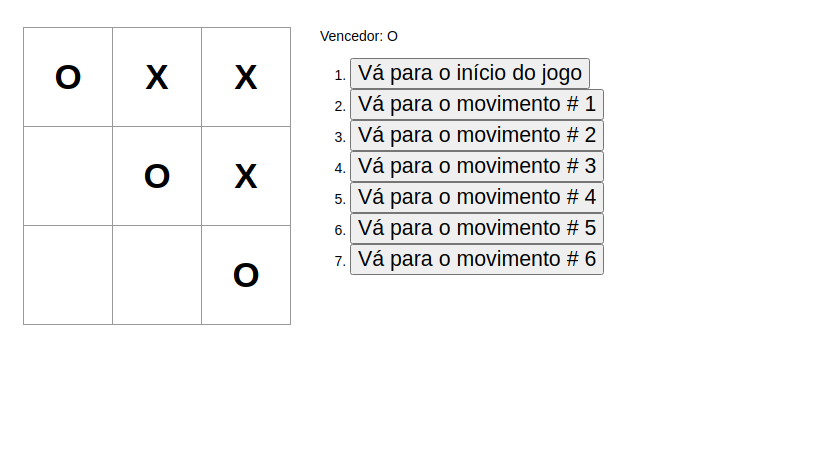 O X X
O X
O
Vencedor: O
1. Vá para o início do jogo
2. Vá para o movimento # 1
3. Vá para o movimento # 2
4. Vá para o movimento # 3
5. Vá para o movimento # 4
6. Vá para o movimento # 5
7. Vá para o movimento # 6